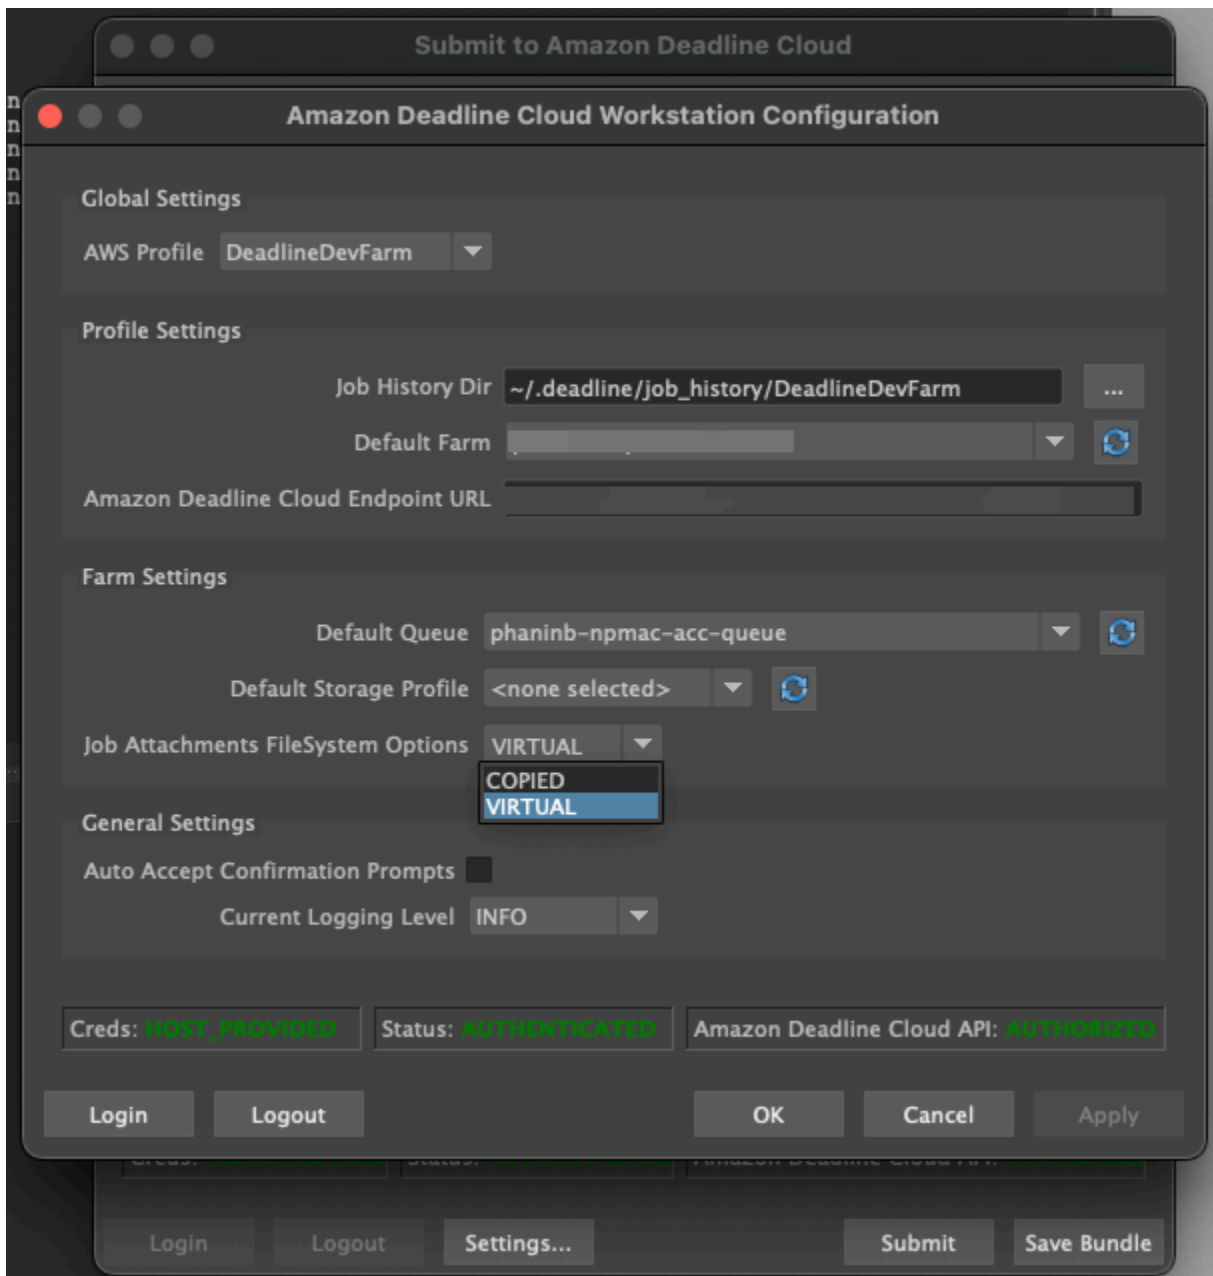 Submit to Amazon Deadline Cloud
Amazon Deadline Cloud Workstation Configuration
n
n
n
n
n
Global Settings
AWS Profile DeadlineDevFarm
Profile Settings
Job History Dir ~/.deadline/job_history/DeadlineDevFarm ...
Default Farm
Amazon Deadline Cloud Endpoint URL
Farm Settings
Default Queue phaninb-npmac-acc-queue
Default Storage Profile <none selected>
Job Attachments FileSystem Options VIRTUAL
COPIED
VIRTUAL
General Settings
Auto Accept Confirmation Prompts
Current Logging Level INFO
Creds: HOST_PROVIDED Status: AUTHENTICATED Amazon Deadline Cloud API: AUTHORIZED
Login Logout OK Cancel Apply
Login Logout Settings... Submit Save Bundle